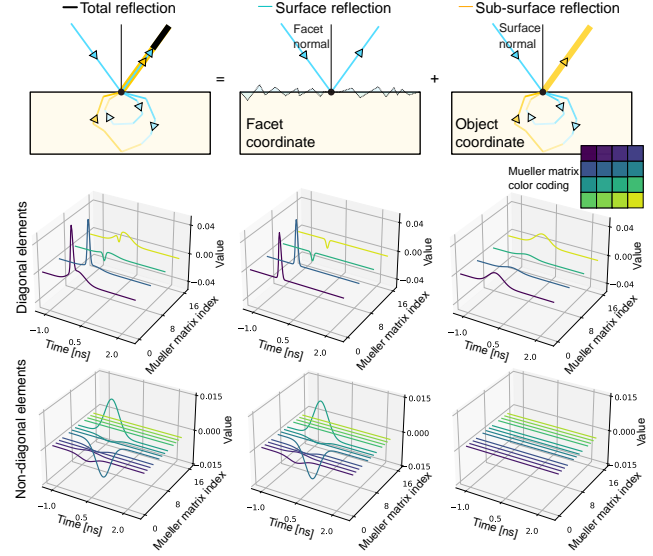 Total reflection
Surface reflection
Sub-surface reflection
Facet
normal
Surface
normal
=
+
Facet
coordinate
Object
coordinate
Mueller matrix
color coding
Diagonal elements
0.04
0.00
-0.04
Value
16
8
0
Mueller matrix index
-1.0
0.5
2.0
Time [ns]
0.04
0.00
−0.04
Value
16
8
0
Mueller matrix index
−1.0
0.5
2.0
Time [ns]
0.04
0.00
−0.04
Value
16
8
0
Mueller matrix index
−1.0
0.5
2.0
Time [ns]
Non-diagonal elements
0.015
0.000
−0.015
Value
16
8
0
Mueller matrix index
−1.0
0.5
2.0
Time [ns]
0.015
0.000
−0.015
Value
16
8
0
Mueller matrix index
−1.0
0.5
2.0
Time [ns]
0.015
0.000
−0.015
Value
16
8
0
Mueller matrix index
−1.0
0.5
2.0
Time [ns]